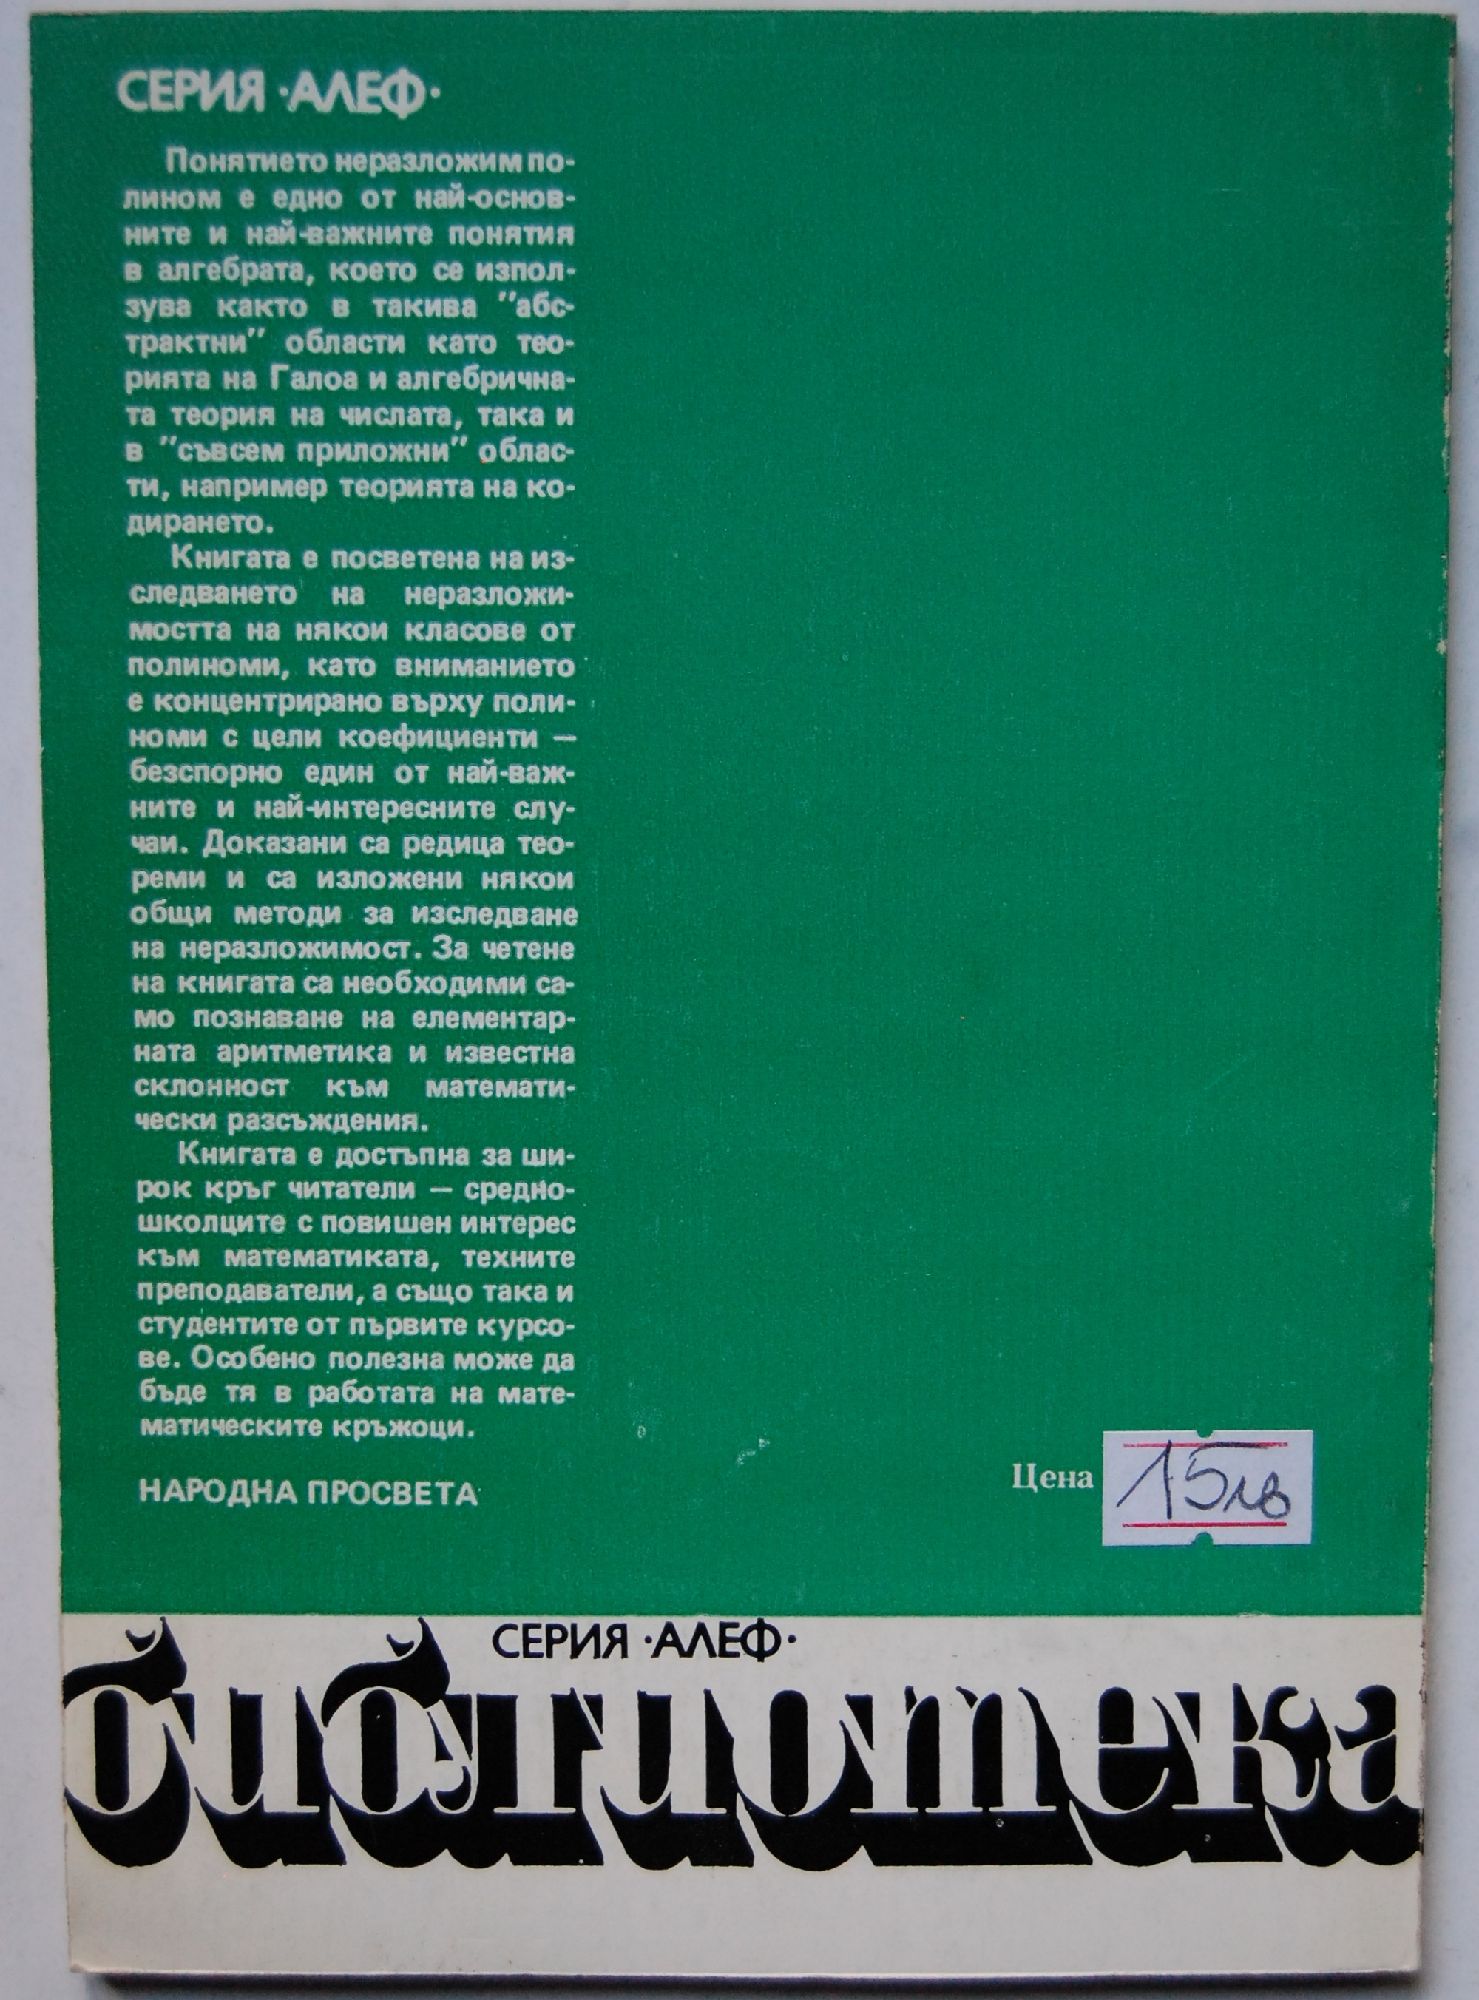 СЕРИЯ ·АЛЕФ·
Понятието неразложим по-
лином е едно от най-основ-
ните и най-важните понятия
в алгебрата, което се изпол-
зува както в такива "абс-
трактни" области като тео-
рията на Галоа и алгебрична-
та теория на числата, така и
в "съвсем приложни" облас-
ти, например теорията на ко-
дирането.
Книгата е посветена на из-
следването на неразложи-
мостта на някои класове от
полиноми, като вниманието
е концентрирано върху поли-
номи с цели коефициенти —
безспорно един от най-важ-
ните и най-интересните слу-
чаи. Доказани са редица тео-
реми и са изложени някои
общи методи за изследване
на неразложимост. За четене
на книгата са необходими са-
мо познаване на елементар-
ната аритметика и известна
склонност към математи-
чески разсъждения.
Книгата е достъпна за ши-
рок кръг читатели — средно-
школците с повишен интерес
към математиката, техните
преподаватели, а също така и
студентите от първите курсо-
ве. Особено полезна може да
бъде тя в работата на мате-
матическите кръжоци.
НАРОДНА ПРОСВЕТА
Цена 15лв
СЕРИЯ ·АЛЕФ·
библиотека